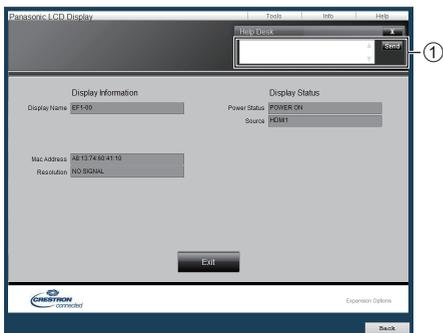 Panasonic LCD Display
Tools Info Help
Help Desk X
Send
①
Display Information Display Status
Display Name EF1-00 Power Status POWER ON
Source HDMI1
Mac Address A8:13:74:60:41:10
Resolution NO SIGNAL
Exit
CRESTRON
connected
Expansion Options
Back